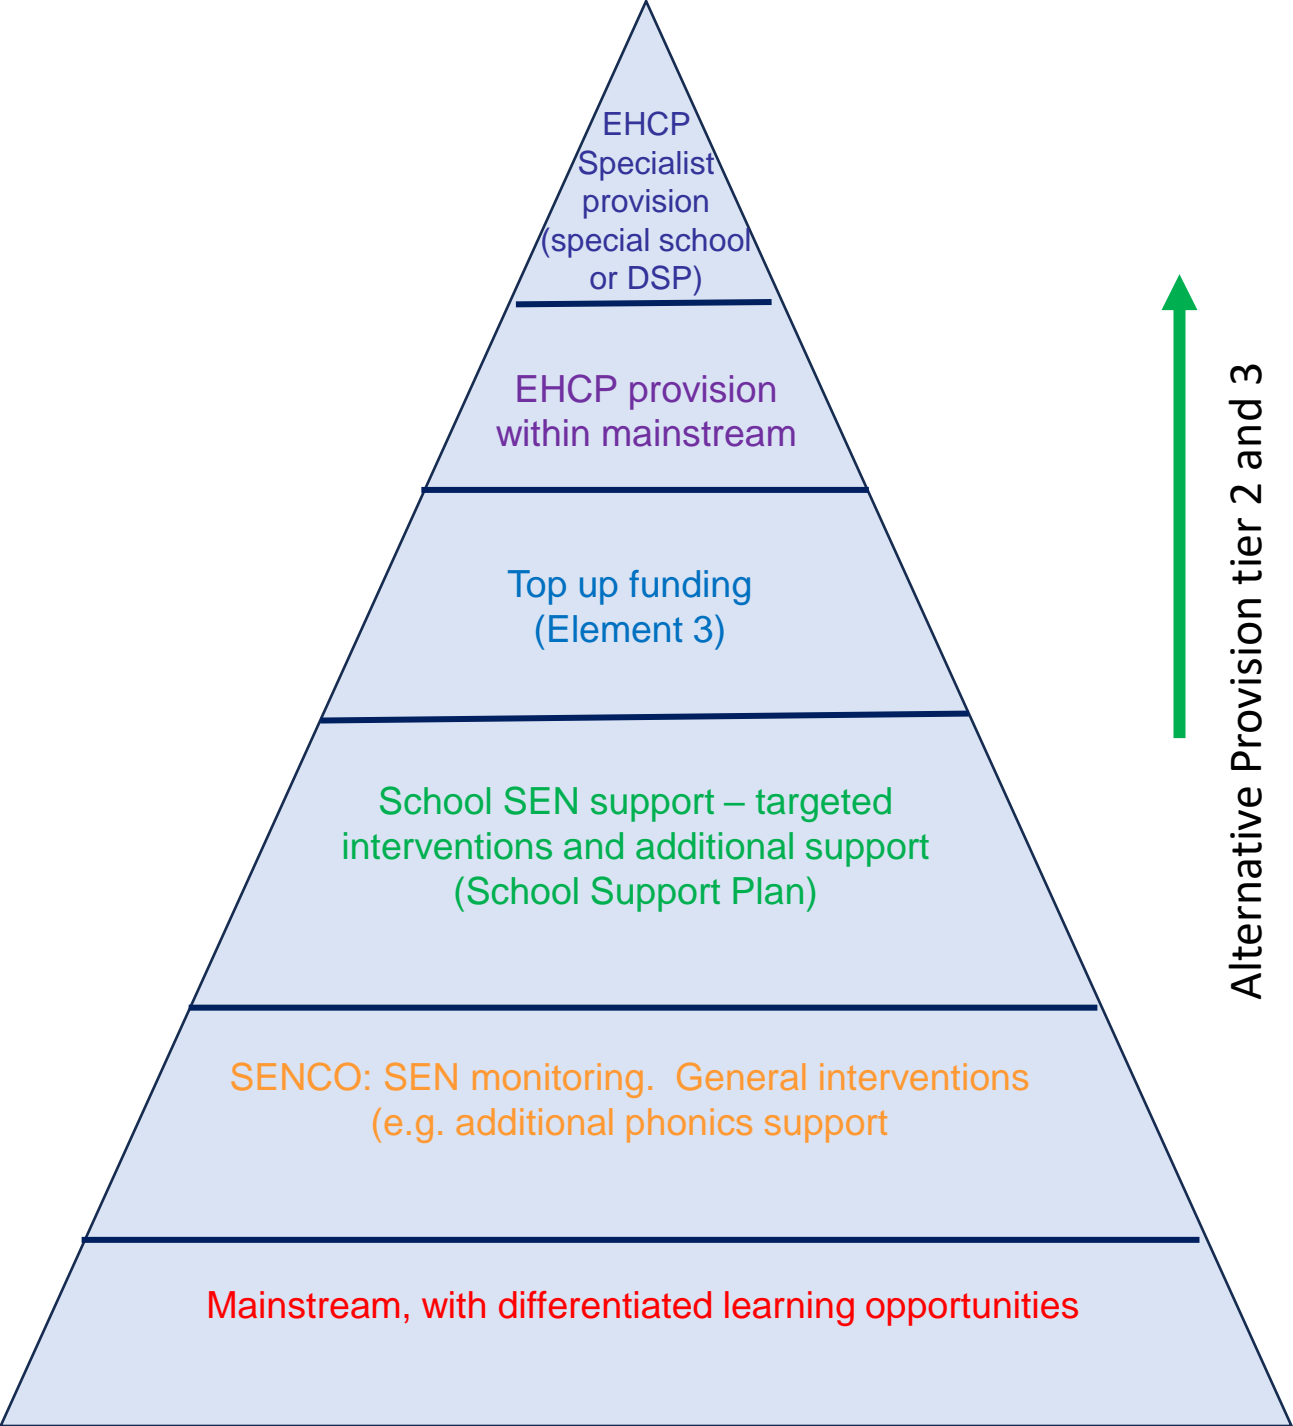 EHCP
Specialist
provision
(special school
or DSP)
EHCP provision
within mainstream
Top up funding
(Element 3)
School SEN support – targeted
interventions and additional support
(School Support Plan)
SENCO: SEN monitoring.  General interventions
(e.g. additional phonics support
Mainstream, with differentiated learning opportunities
Alternative Provision tier 2 and 3